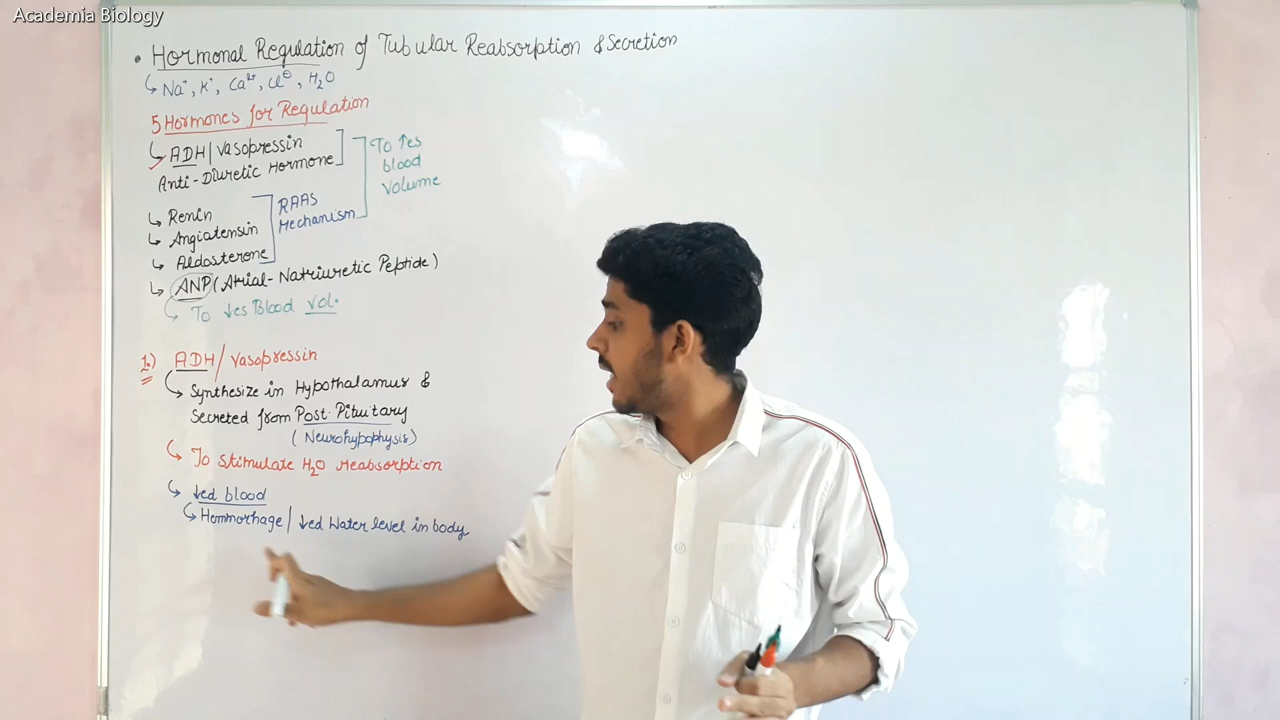 Academia Biology
• Hormonal Regulation of Tubular Reabsorption & Secretion
↳ Na⁺, K⁺, Ca²⁺, Cl⁻, H₂O
5 Hormones for Regulation
↳ ADH/Vasopressin
Anti-Diuretic Hormone
To ↑es
blood
volume
↳ Renin
↳ Angiatensin
↳ Aldosterone
RAAS
Mechanism
↳ ANP (Atrial-Natriuretic Peptide)
↳ To ↓es Blood vol.
1.) ADH/Vasopressin
↳ Synthesize in Hypothalamus &
Secreted from Post. Pituitary
(Neurohypophysis)
↳ To Stimulate H₂O reabsorption
↳ ↓ed blood
↳ Hemmorhage/↓ed Water level in body